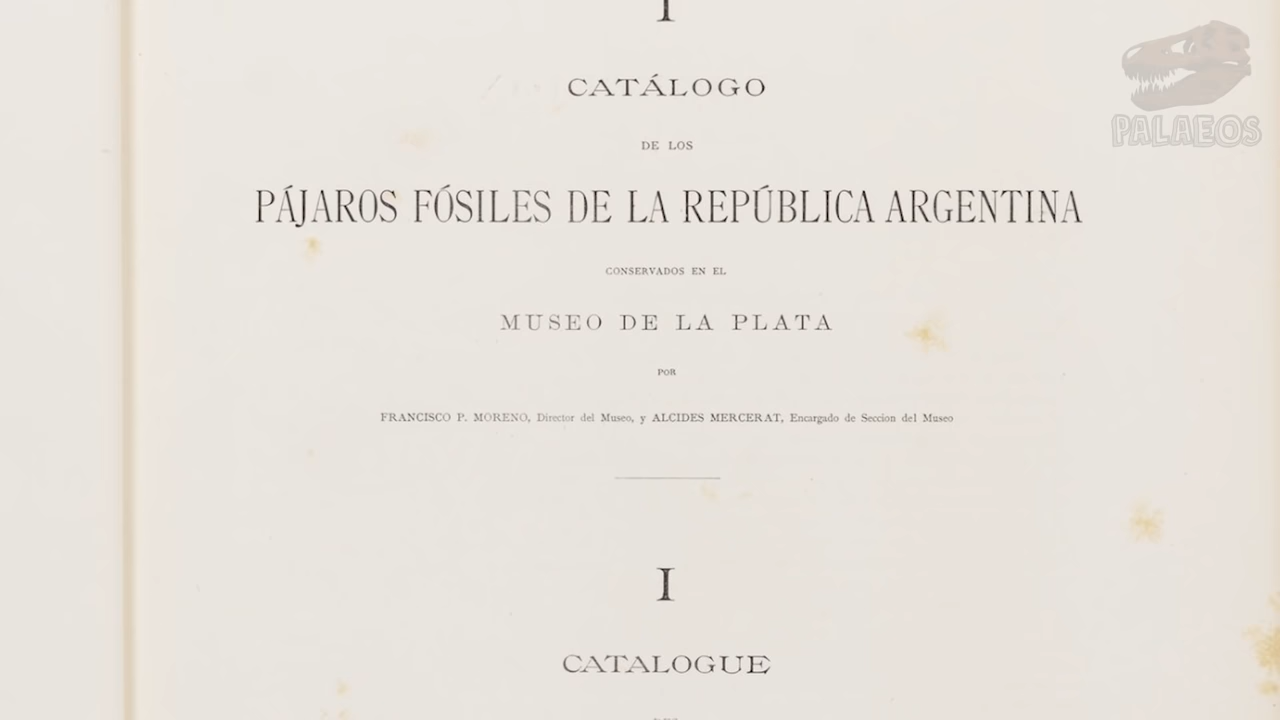 I
CATÁLOGO
DE LOS
PÁJAROS FÓSILES DE LA REPÚBLICA ARGENTINA
CONSERVADOS EN EL
MUSEO DE LA PLATA
POR
FRANCISCO P. MORENO, Director del Museo, y ALCIDES MERCERAT, Encargado de Seccion del Museo
I
CATALOGUE
PALAEOS